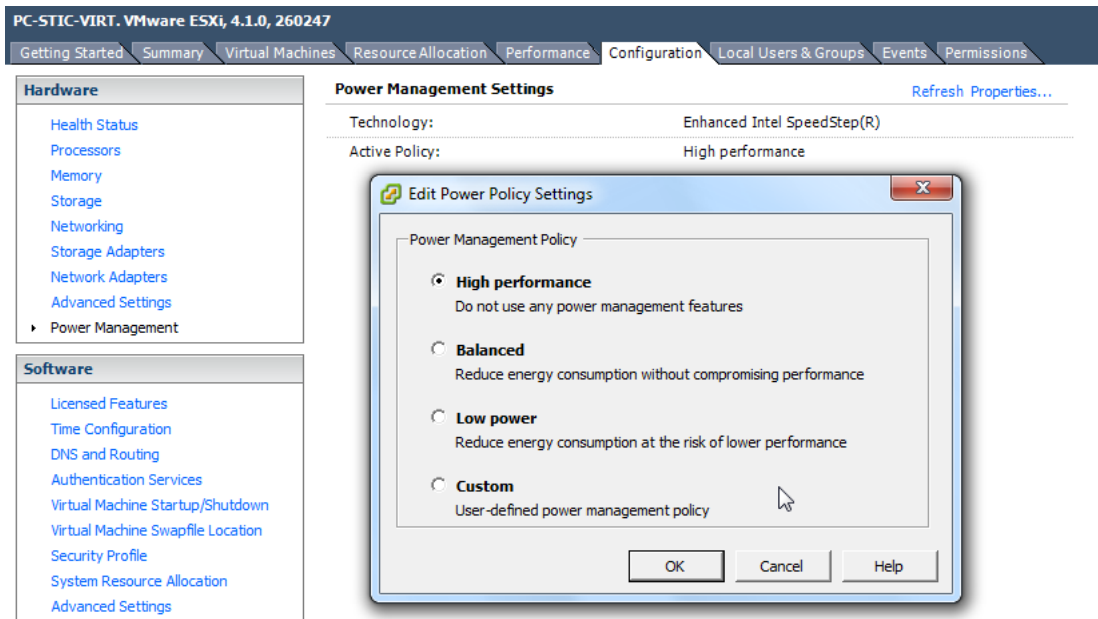 PC-STIC-VIRT. VMware ESXi, 4.1.0, 260247
Getting Started Summary Virtual Machines Resource Allocation Performance Configuration Local Users & Groups Events Permissions
Hardware
Health Status
Processors
Memory
Storage
Networking
Storage Adapters
Network Adapters
Advanced Settings
Power Management
Software
Licensed Features
Time Configuration
DNS and Routing
Authentication Services
Virtual Machine Startup/Shutdown
Virtual Machine Swapfile Location
Security Profile
System Resource Allocation
Advanced Settings
Power Management Settings
Refresh Properties...
Technology: Enhanced Intel SpeedStep(R)
Active Policy: High performance
Edit Power Policy Settings
Power Management Policy
High performance
Do not use any power management features
Balanced
Reduce energy consumption without compromising performance
Low power
Reduce energy consumption at the risk of lower performance
Custom
User-defined power management policy
OK Cancel Help